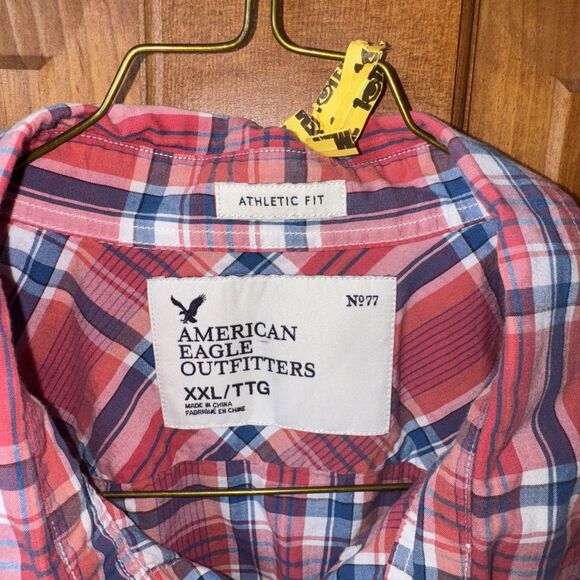 ATHLETIC FIT
Nº77
AMERICAN
EAGLE
OUTFITTERS
XXL/TTG
MADE IN CHINA
FABRIQUÉ EN CHINE